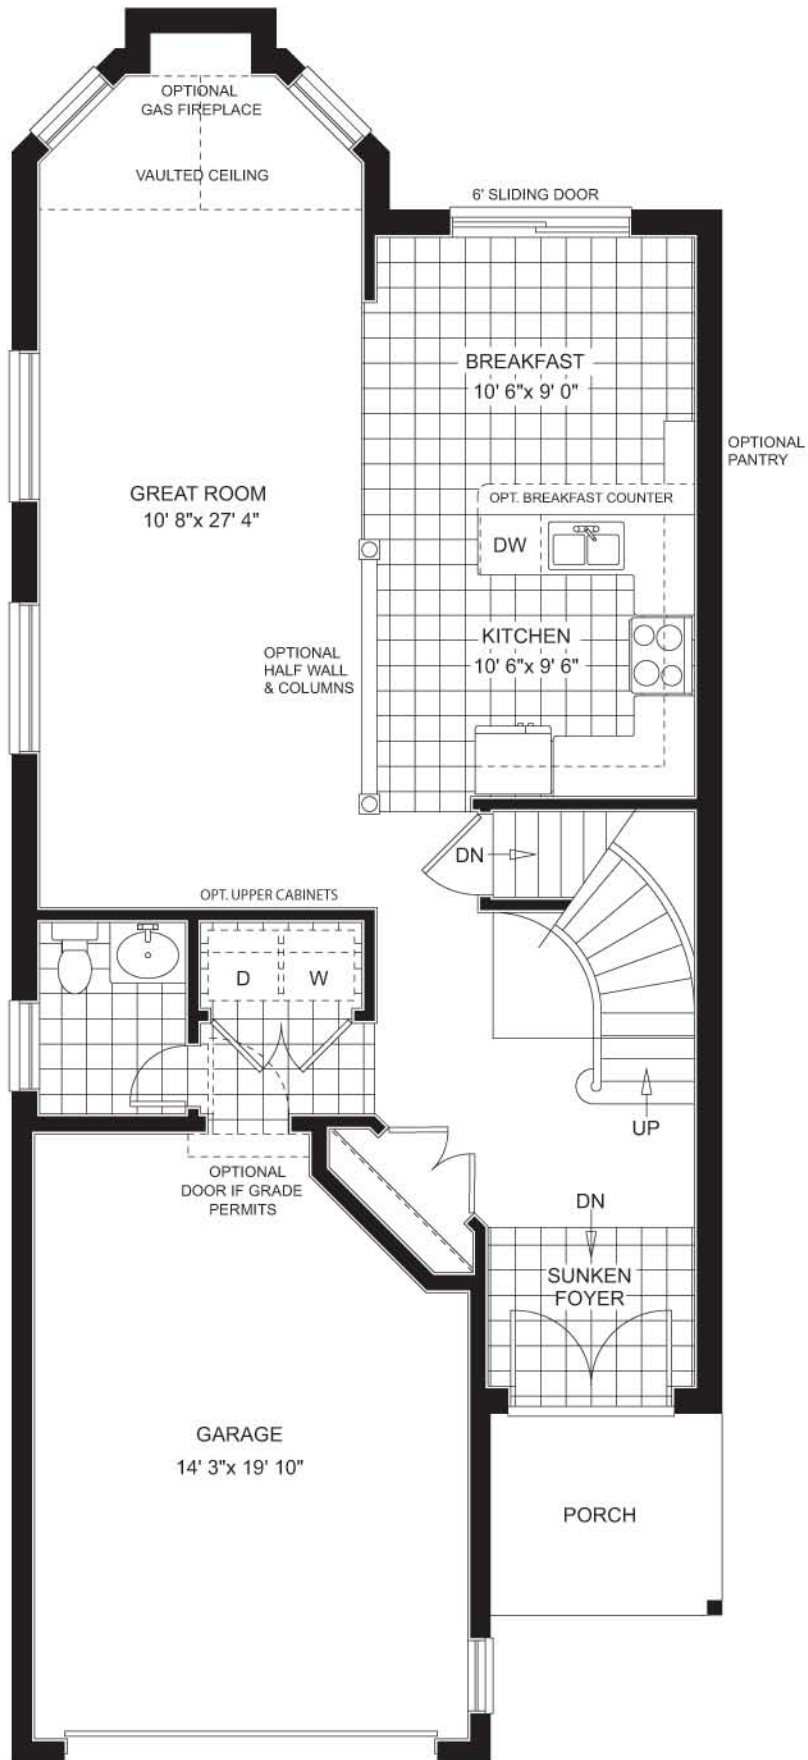 OPTIONAL
GAS FIREPLACE
VAULTED CEILING
6' SLIDING DOOR
BREAKFAST
10' 6"x 9' 0"
OPTIONAL
PANTRY
GREAT ROOM
10' 8"x 27' 4"
OPT. BREAKFAST COUNTER
DW
KITCHEN
10' 6"x 9' 6"
OPTIONAL
HALF WALL
& COLUMNS
DN
OPT. UPPER CABINETS
D
W
UP
OPTIONAL
DOOR IF GRADE
PERMITS
DN
SUNKEN
FOYER
GARAGE
14' 3"x 19' 10"
PORCH